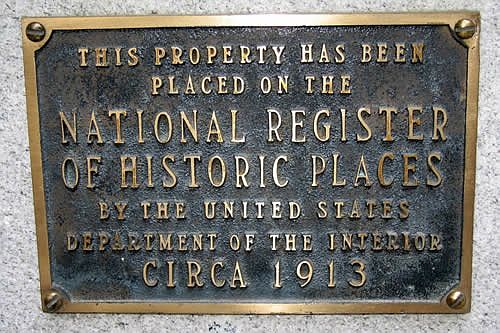 THIS PROPERTY HAS BEEN
PLACED ON THE
NATIONAL REGISTER
OF HISTORIC PLACES
BY THE UNITED STATES
DEPARTMENT OF THE INTERIOR
CIRCA 1913